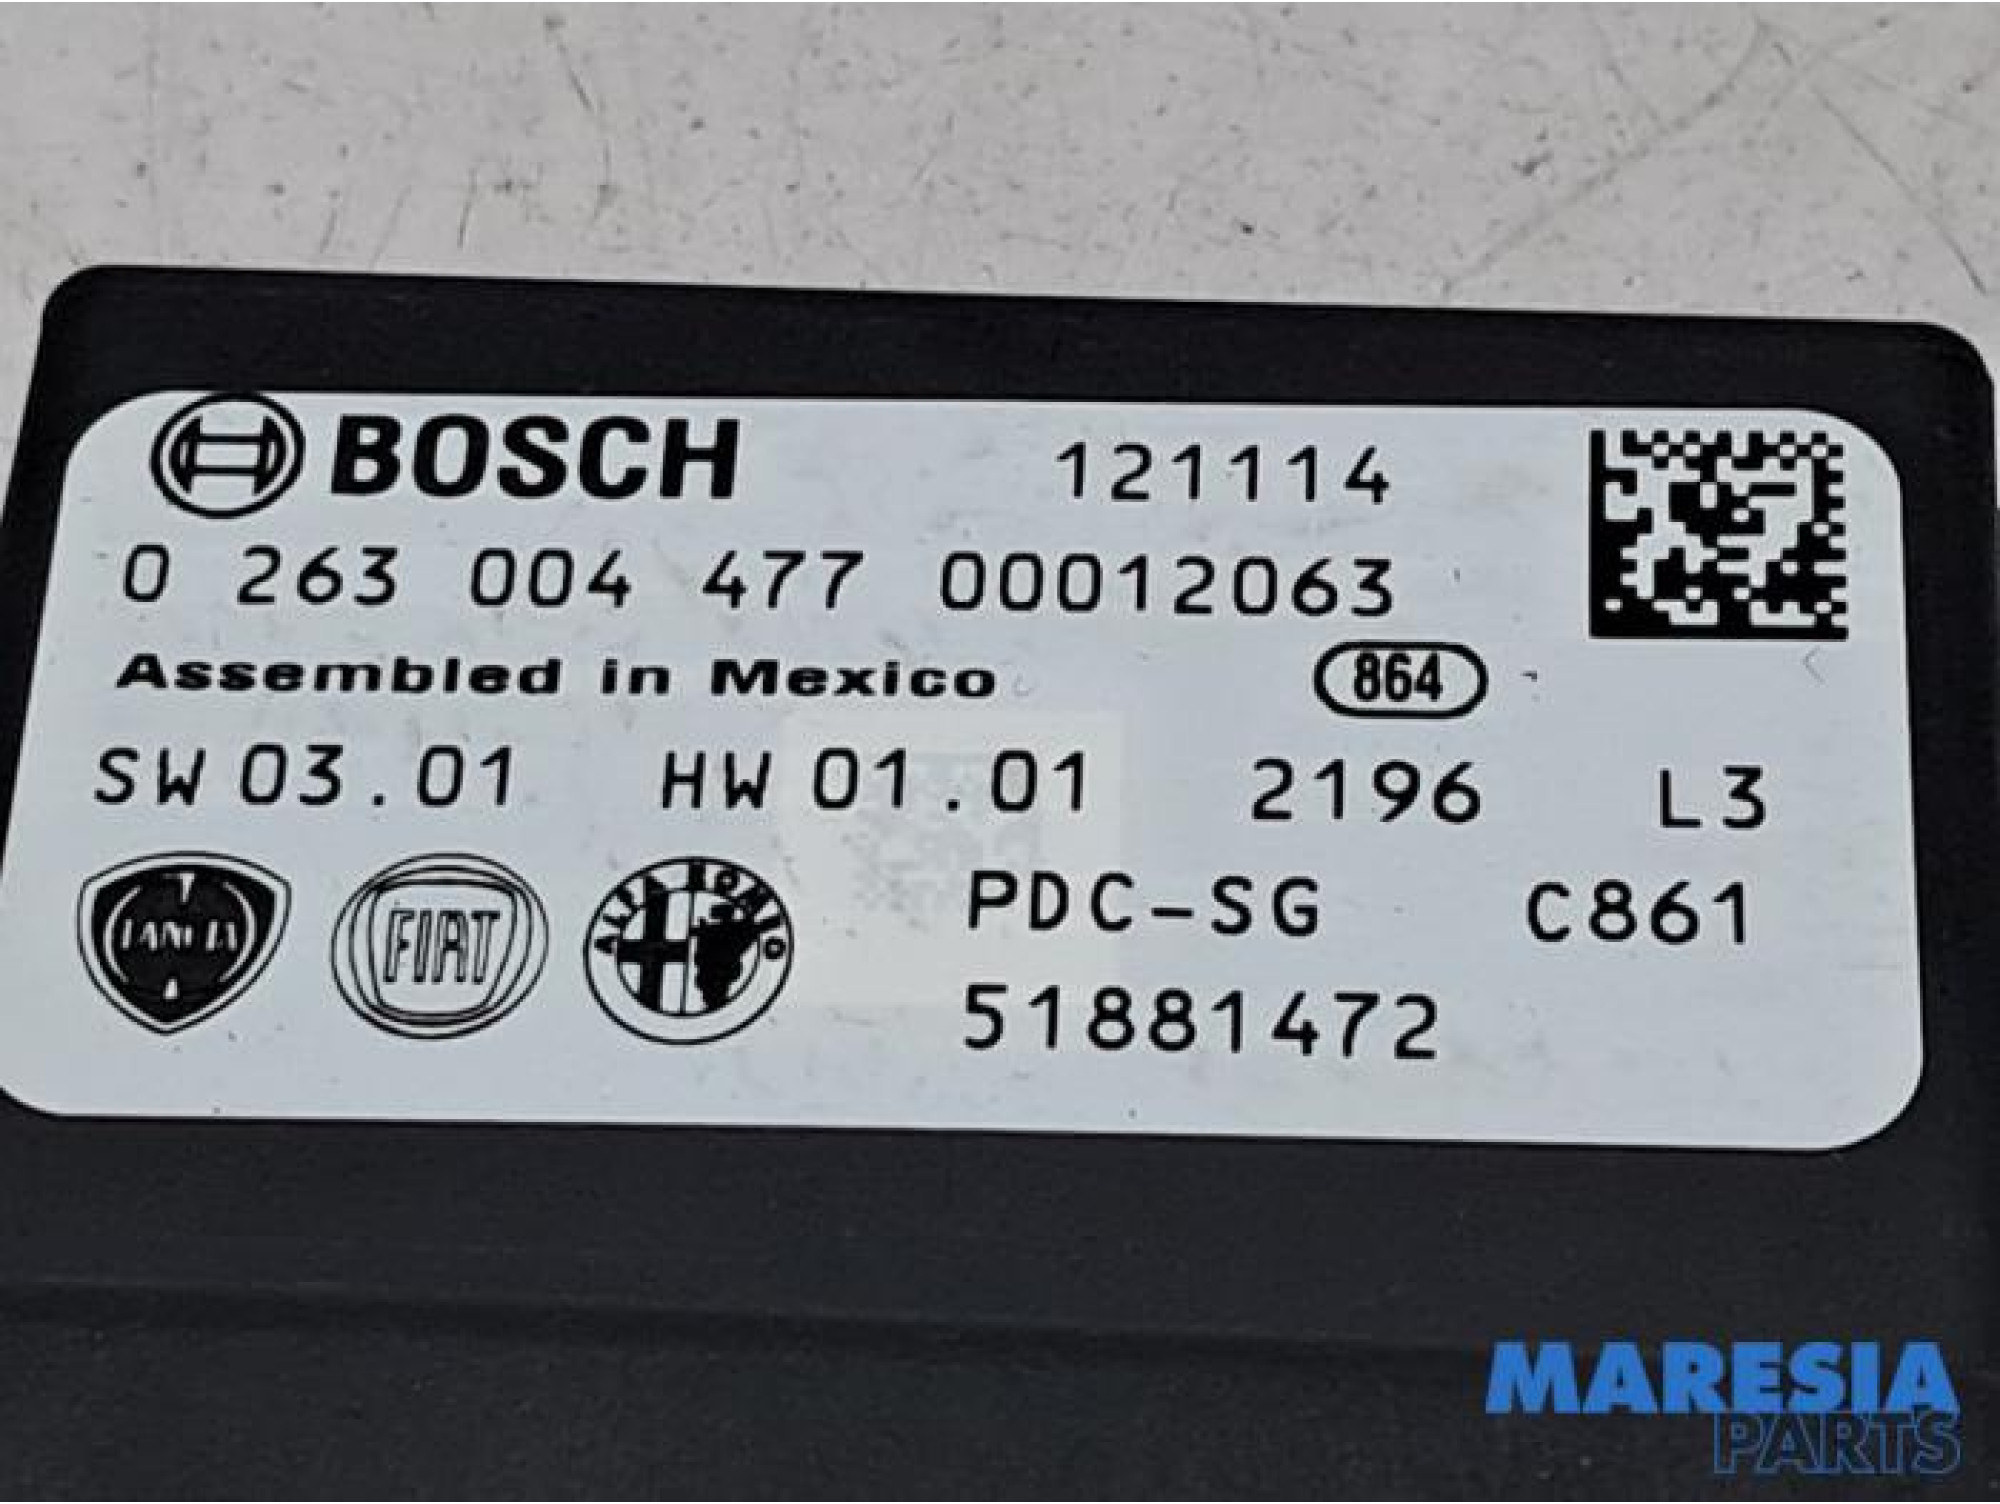 BOSCH 121114
0 263 004 477 00012063
Assembled in Mexico 864
SW 03.01 HW 01.01 2196 L3
LANCIA FIAT ALFA ROMEO PDC-SG C861
51881472
MARESIA
PARTS